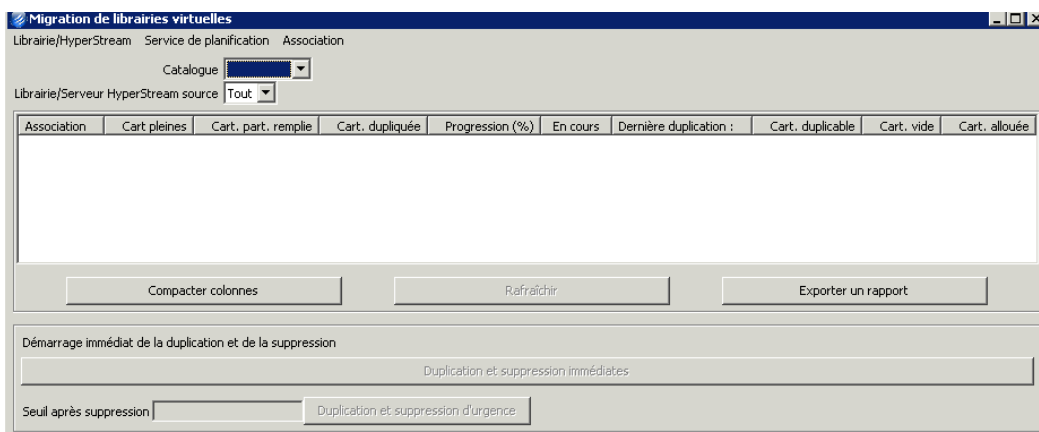 Migration de librairies virtuelles
Librairie/HyperStream Service de planification Association
Catalogue
Librairie/Serveur HyperStream source Tout
Association Cart pleines Cart. part. remplie Cart. dupliquée Progression (%) En cours Dernière duplication : Cart. duplicable Cart. vide Cart. allouée
Compacter colonnes Rafraîchir Exporter un rapport
Démarrage immédiat de la duplication et de la suppression
Duplication et suppression immédiates
Seuil après suppression Duplication et suppression d'urgence